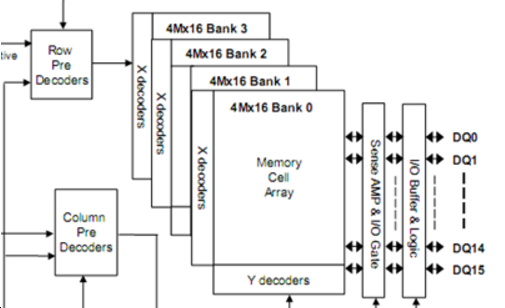 4Mx16 Bank 3
4Mx16 Bank 2
4Mx16 Bank 1
4Mx16 Bank 0
tive
Row
Pre
Decoders
X decoders
X decoders
X decoders
Memory
Cell
Array
Sense AMP & I/O Gate
I/O Buffer & Logic
DQ0
DQ1
DQ14
DQ15
Column
Pre
Decoders
Y decoders